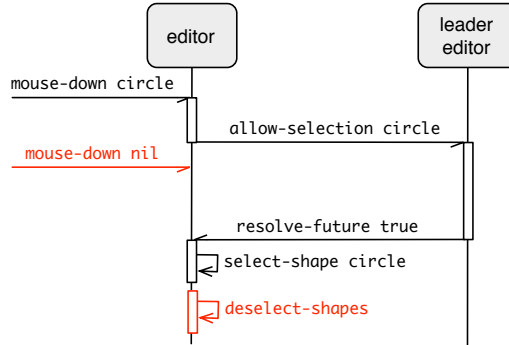 editor
leader
editor
mouse-down circle
allow-selection circle
mouse-down nil
resolve-future true
select-shape circle
deselect-shapes